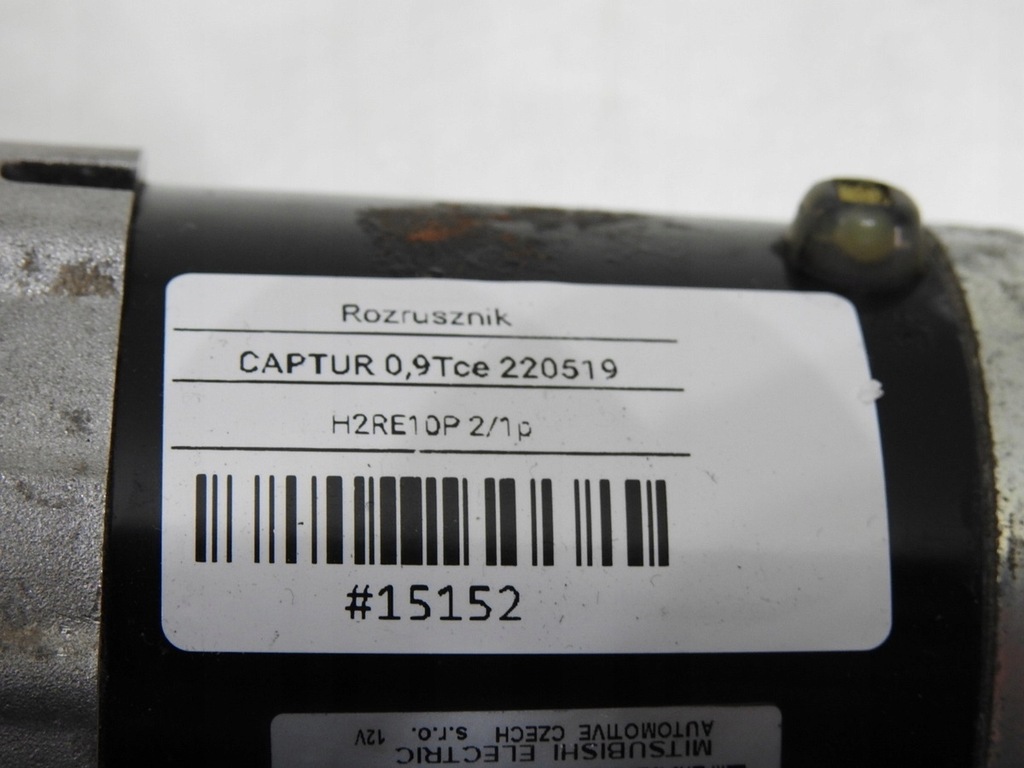 Rozrusznik
CAPTUR 0,9Tce 220519
H2RE10P 2/1p
#15152
MITSUBISHI ELECTRIC
AUTOMOTIVE CZECH s.r.o. 12V